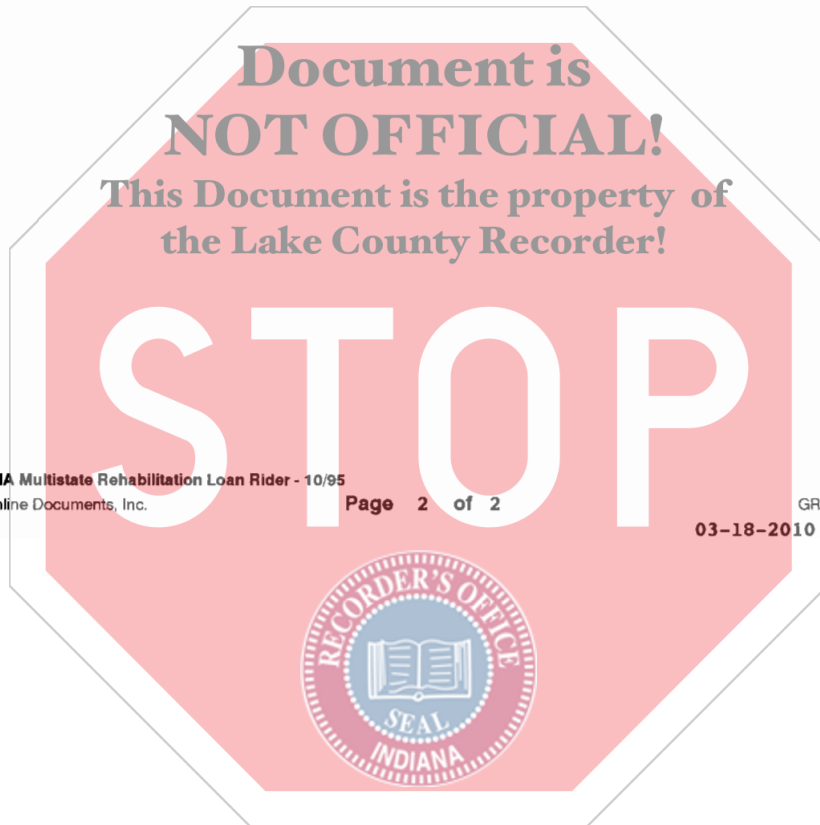 Document is
NOT OFFICIAL!
This Document is the property of
the Lake County Recorder!
STOP
Multistate Rehabilitation Loan Rider - 10/95
Documents, Inc. Page 2 of 2
03-18-2010
RECORDER'S OFFICE
SEAL
INDIANA